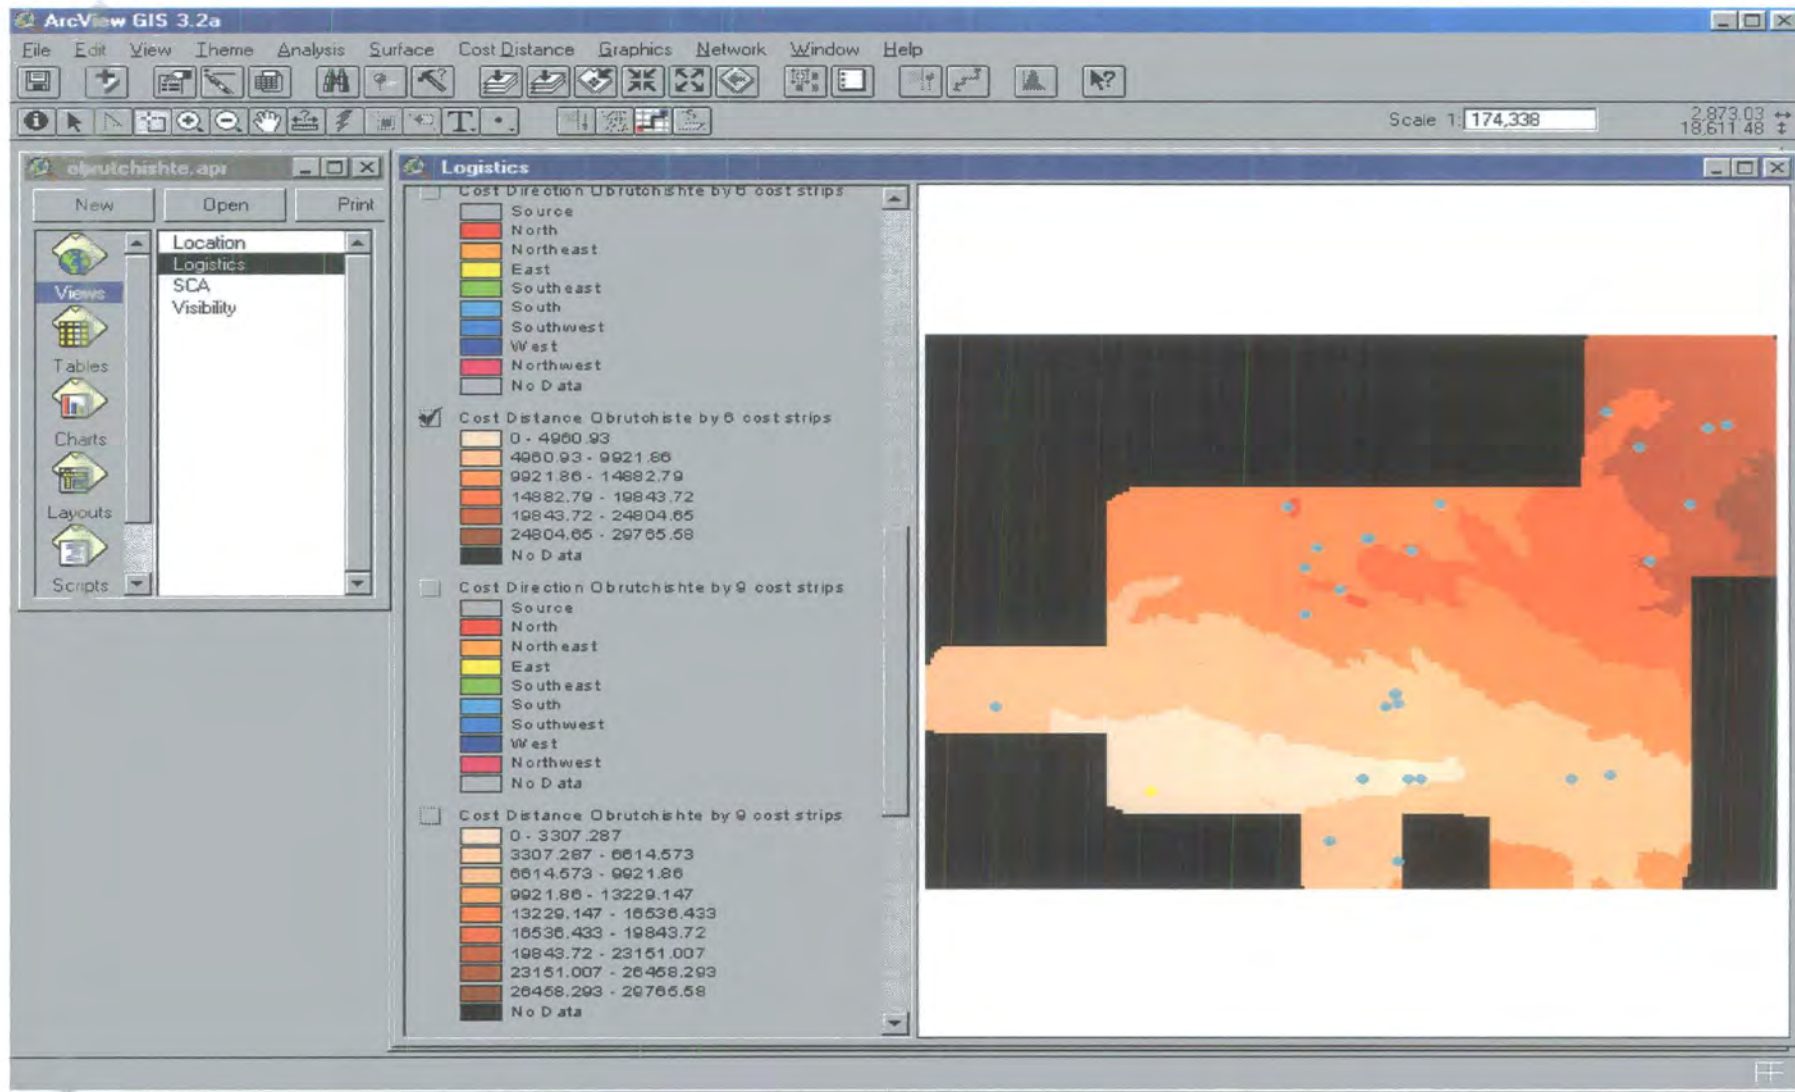 ArcView GIS 3.2a
File Edit View Theme Analysis Surface Cost Distance Graphics Network Window Help
Scale 1: 174,338
2,873.03
18,611.48
obrutchishte.apr
New Open Print
Views
Tables
Charts
Layouts
Scripts
Location
Logistics
SCA
Visibility
Logistics
Cost Direction Obrutchishte by 6 cost strips
Source
North
Northeast
East
Southeast
South
Southwest
West
Northwest
No Data
Cost Distance Obrutchiste by 6 cost strips
0 - 4960.93
4960.93 - 9921.86
9921.86 - 14882.79
14882.79 - 19843.72
19843.72 - 24804.65
24804.65 - 29765.58
No Data
Cost Direction Obrutchishte by 9 cost strips
Source
North
Northeast
East
Southeast
South
Southwest
West
Northwest
No Data
Cost Distance Obrutchishte by 9 cost strips
0 - 3307.287
3307.287 - 6614.573
6614.573 - 9921.86
9921.86 - 13229.147
13229.147 - 16536.433
16536.433 - 19843.72
19843.72 - 23151.007
23151.007 - 26458.293
26458.293 - 29765.58
No Data